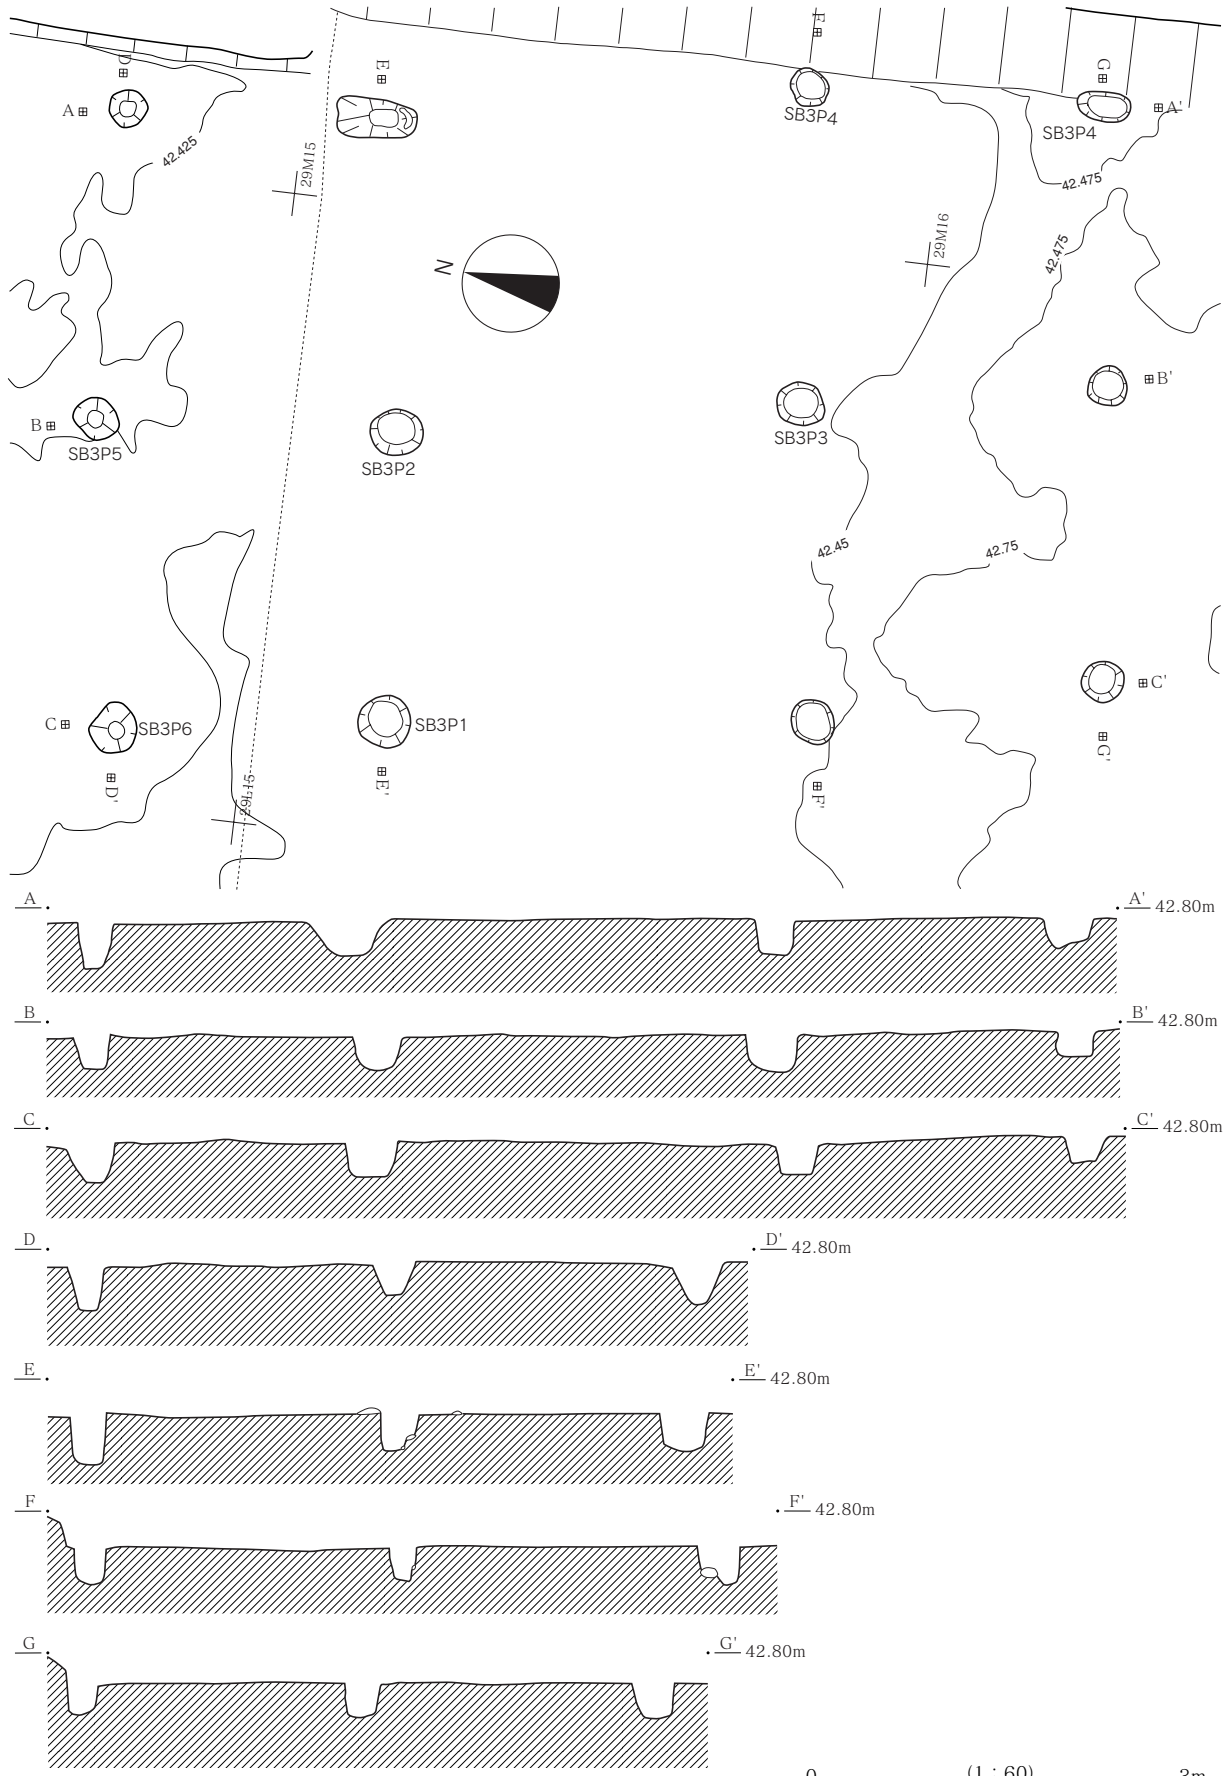 F
D
E
G
A
A'
SB3P4
SB3P4
42.425
29M15
42.475
29M16
42.475
N
B'
B
SB3P5
SB3P2
SB3P3
42.45
42.75
C'
C
SB3P6
SB3P1
G'
D'
E'
F'
29L15
A
A' 42.80m
B
B' 42.80m
C
C' 42.80m
D
D' 42.80m
E
E' 42.80m
F
F' 42.80m
G
G' 42.80m
0 (1:60) 3m